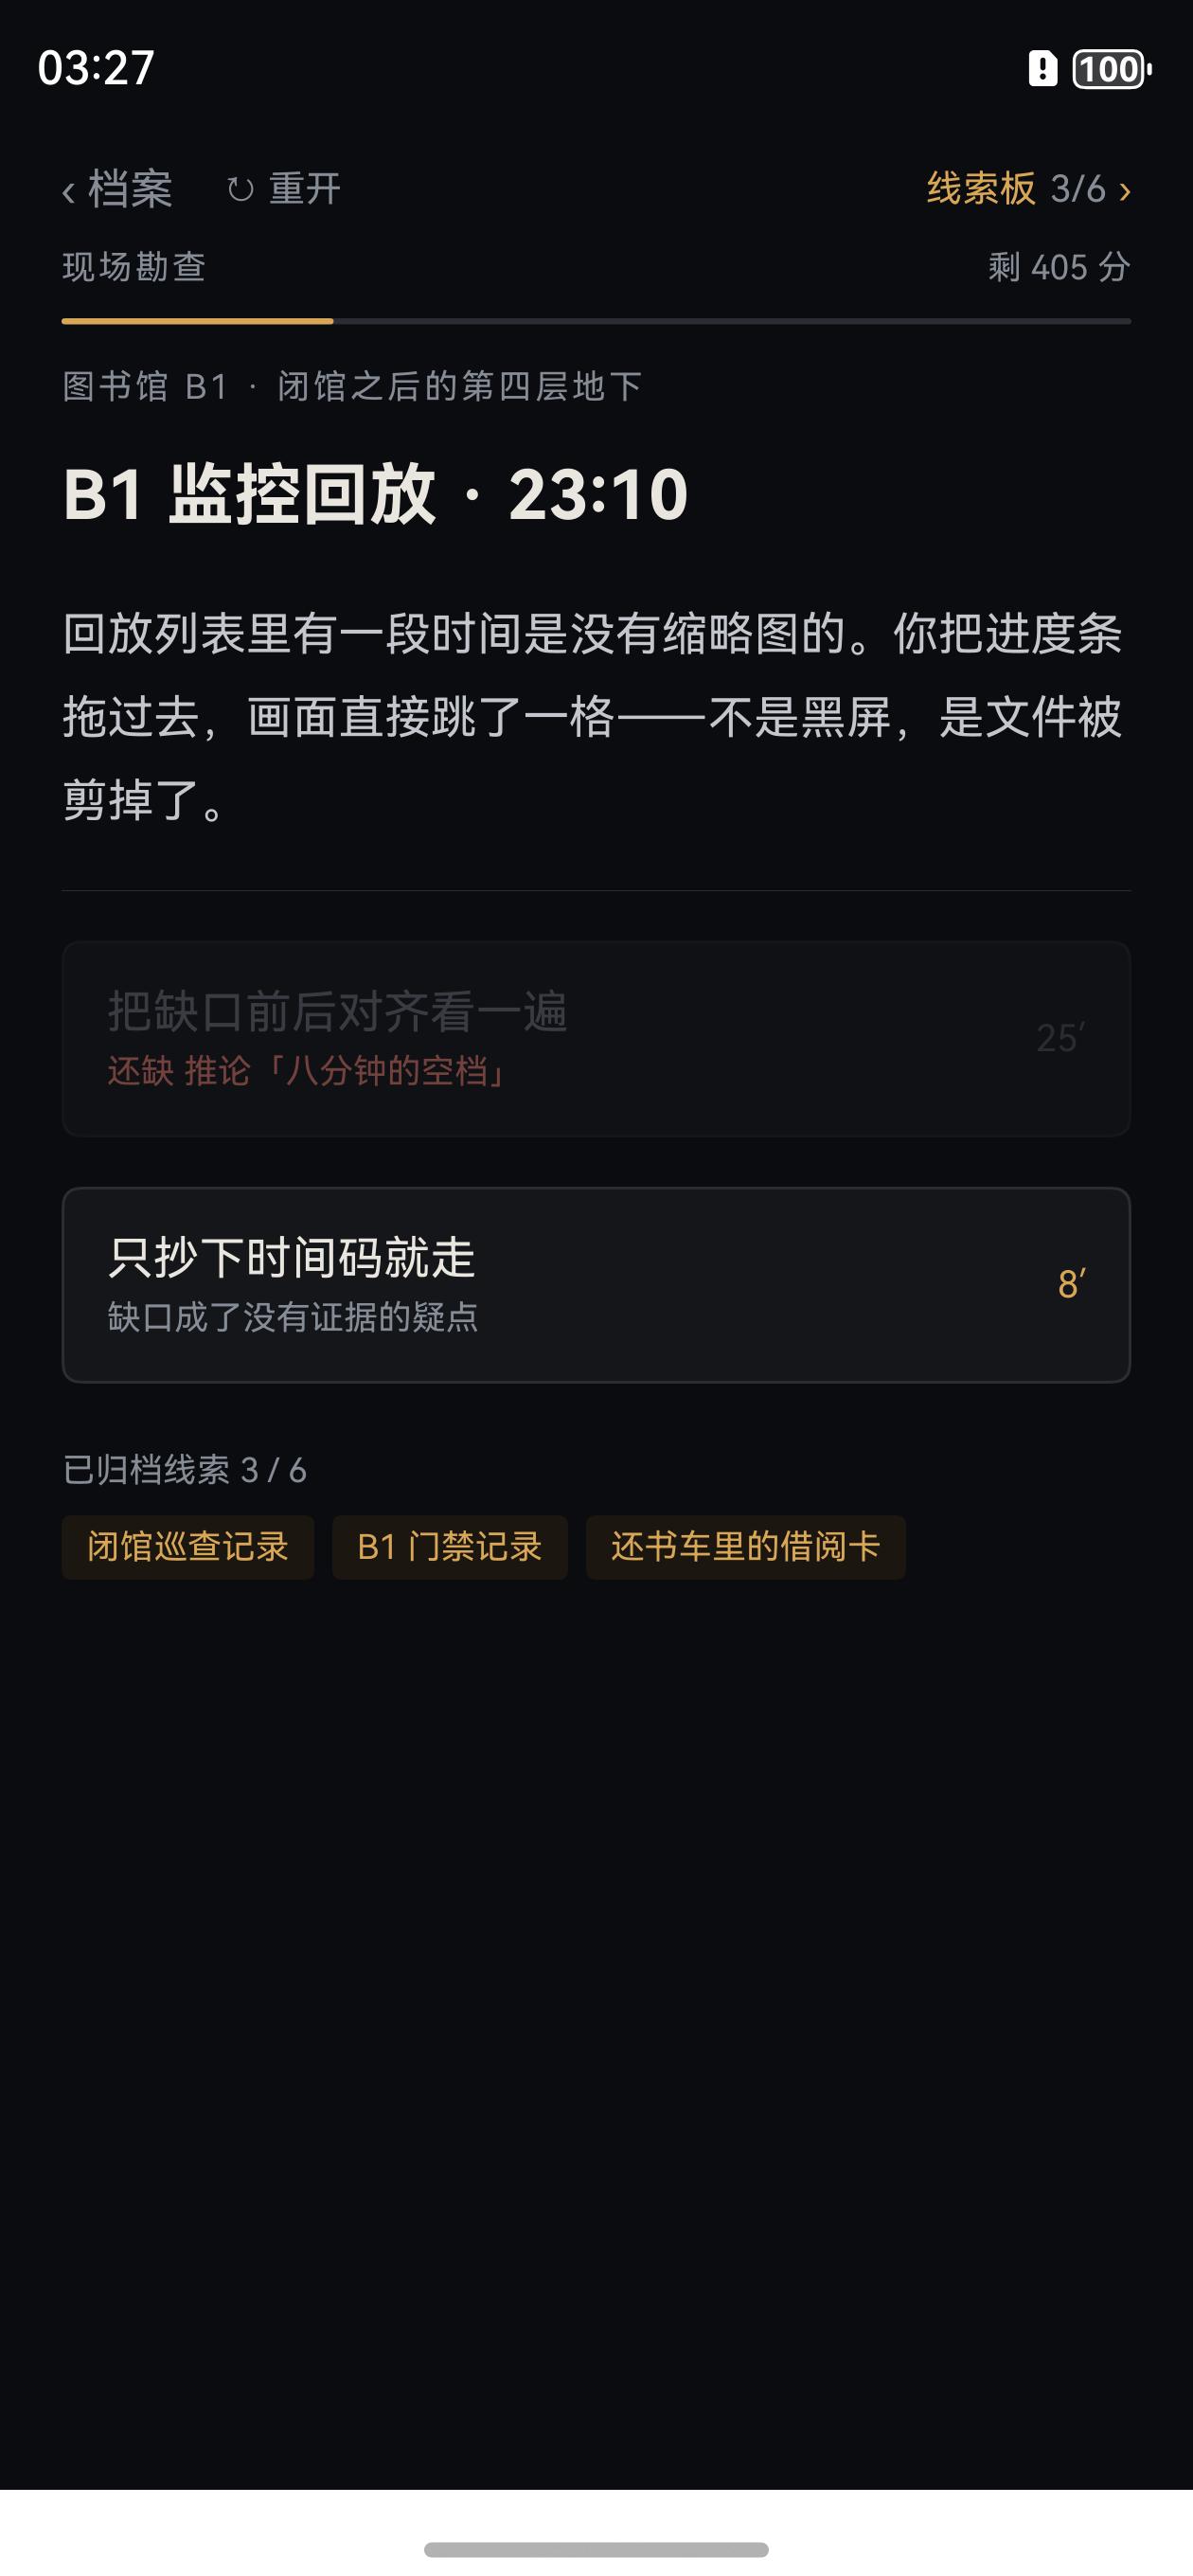 03:27
100
‹ 档案 ↻ 重开 线索板 3/6 ›
现场勘查 剩 405 分
图书馆 B1 · 闭馆之后的第四层地下
B1 监控回放 · 23:10
回放列表里有一段时间是没有缩略图的。你把进度条
拖过去，画面直接跳了一格——不是黑屏，是文件被
剪掉了。
把缺口前后对齐看一遍
25′
还缺 推论「八分钟的空档」
只抄下时间码就走
8′
缺口成了没有证据的疑点
已归档线索 3 / 6
闭馆巡查记录 B1 门禁记录 还书车里的借阅卡